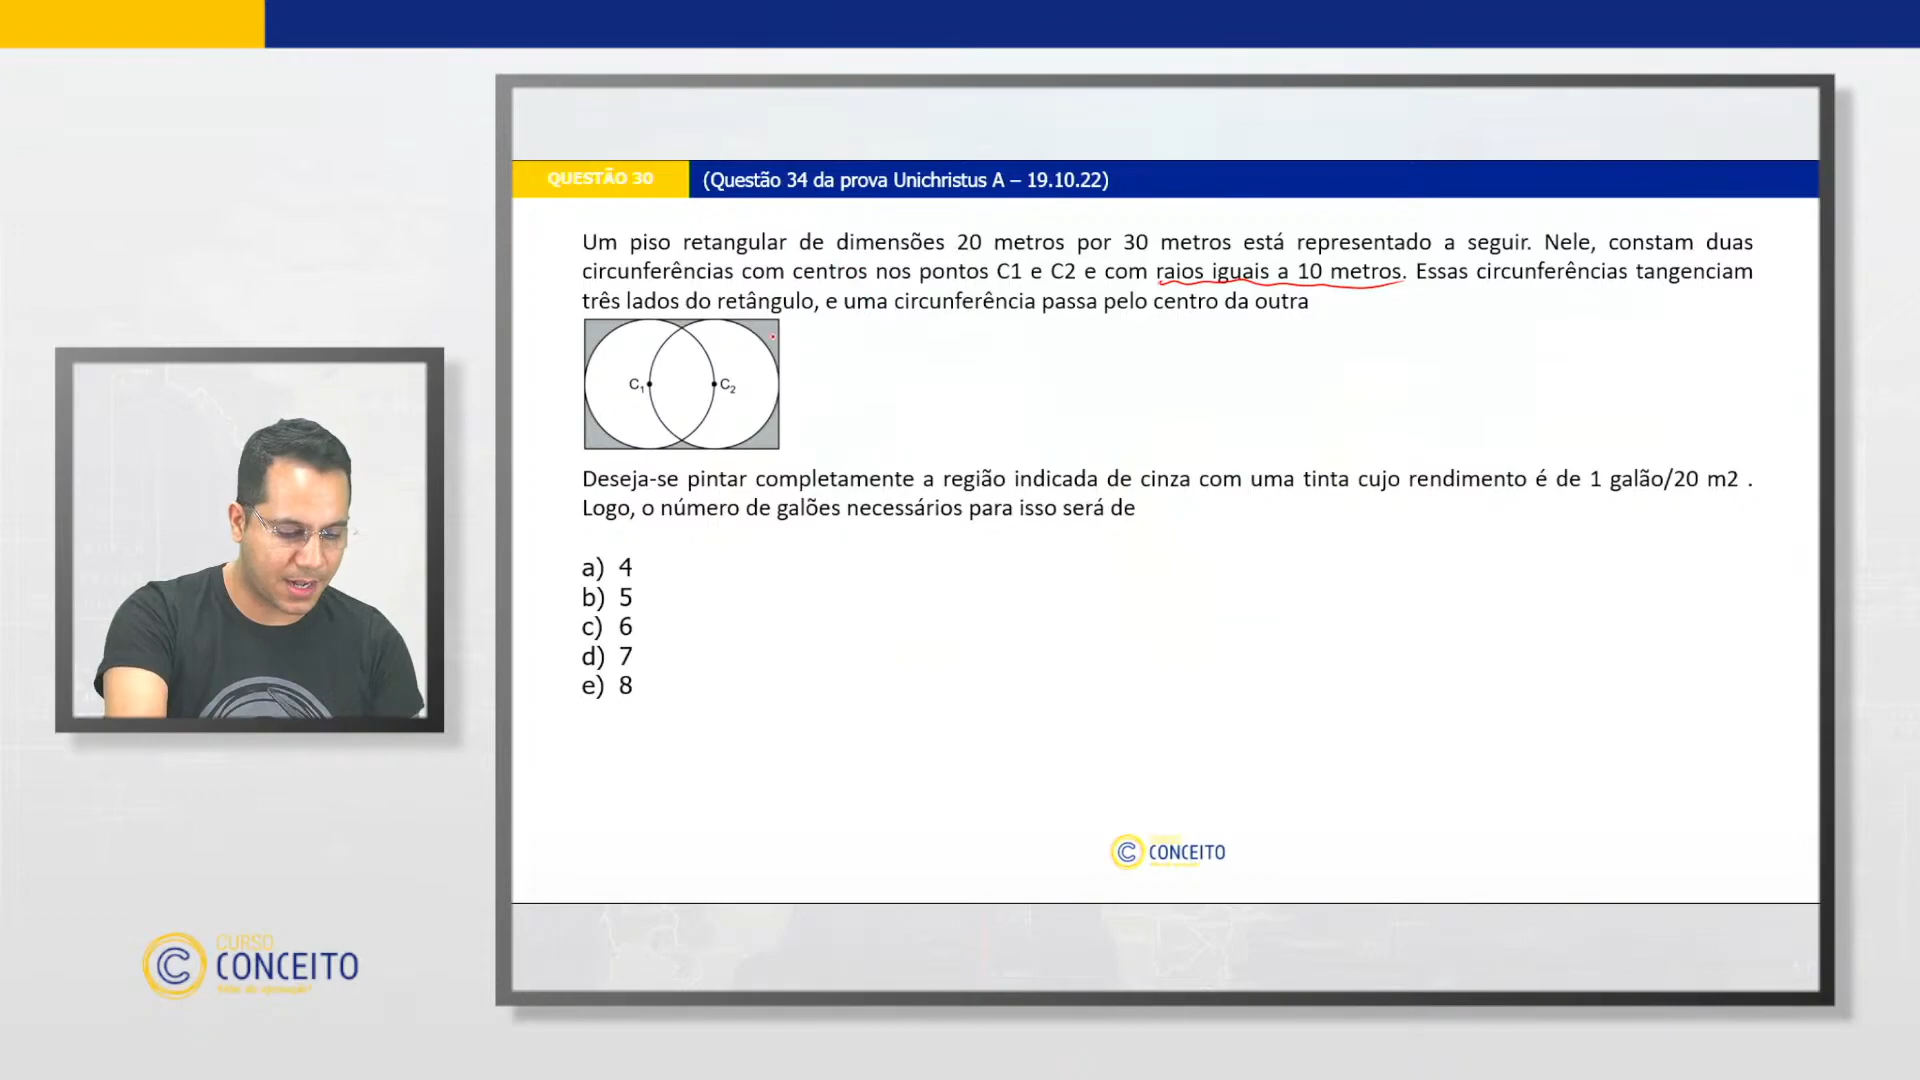 QUESTÃO 30
(Questão 34 da prova Unichristus A – 19.10.22)
Um piso retangular de dimensões 20 metros por 30 metros está representado a seguir. Nele, constam duas
circunferências com centros nos pontos C1 e C2 e com raios iguais a 10 metros. Essas circunferências tangenciam
três lados do retângulo, e uma circunferência passa pelo centro da outra
C1
C2
Deseja-se pintar completamente a região indicada de cinza com uma tinta cujo rendimento é de 1 galão/20 m2 .
Logo, o número de galões necessários para isso será de
a) 4
b) 5
c) 6
d) 7
e) 8
CONCEITO
CURSO
CONCEITO